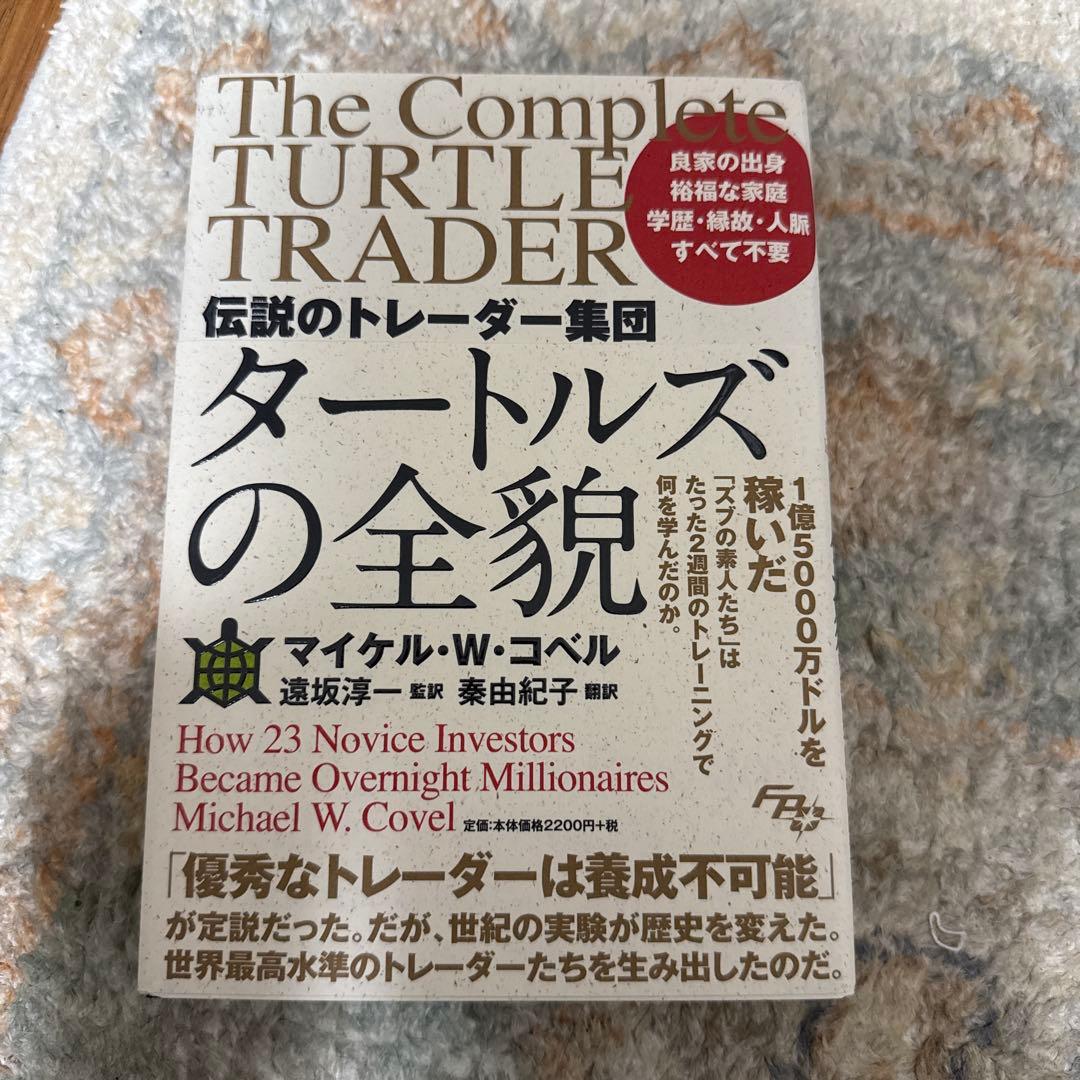 The Complete
TURTLE
TRADER
良家の出身
裕福な家庭
学歴・縁故・人脈
すべて不要
伝説のトレーダー集団
タートルズ
の全貌
1億5000万ドルを
稼いだ
「ズブの素人たち」は
たった2週間のトレーニングで
何を学んだのか。
マイケル・W・コベル
遠坂淳一 監訳 秦由紀子 翻訳
How 23 Novice Investors
Became Overnight Millionaires
Michael W. Covel 定価:本体価格2200円+税
FPO
「優秀なトレーダーは養成不可能」
が定説だった。だが、世紀の実験が歴史を変えた。
世界最高水準のトレーダーたちを生み出したのだ。